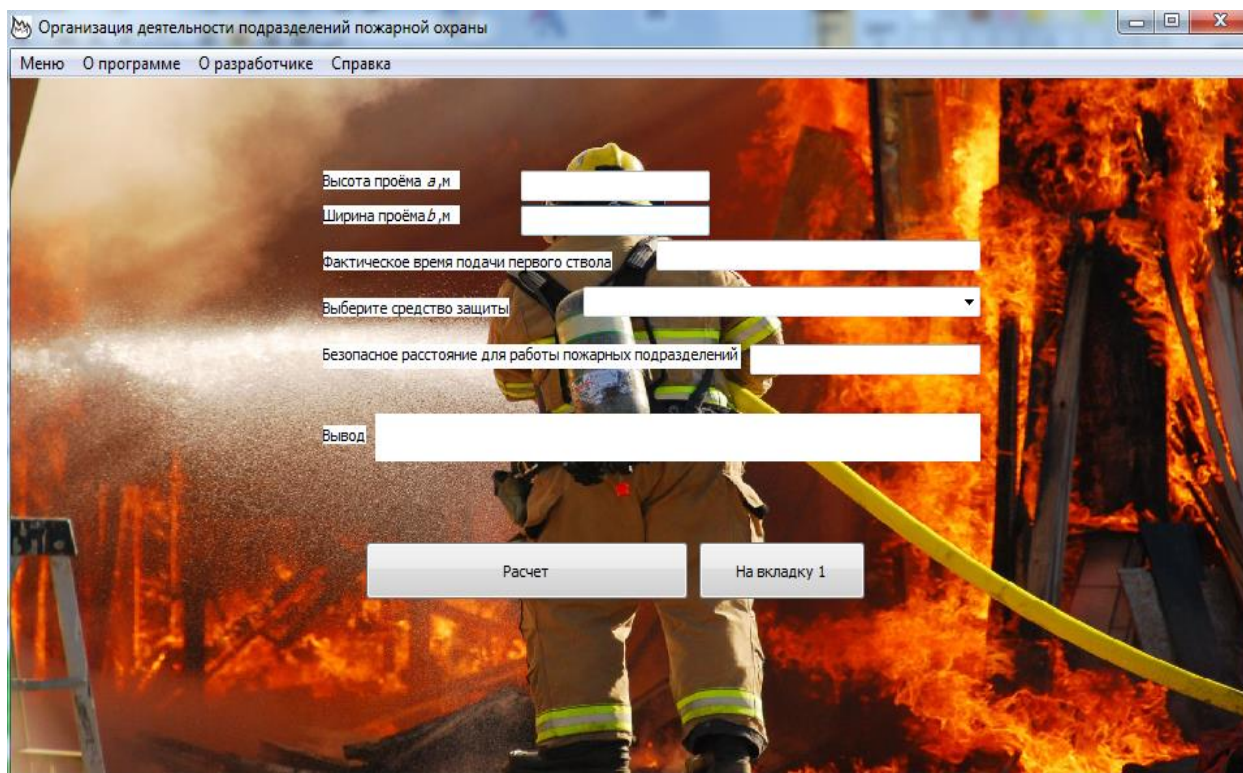 Организация деятельности подразделений пожарной охраны
Меню О программе О разработчике Справка
Высота проёма a,м
Ширина проёмаb,м
Фактическое время подачи первого ствола
Выберите средство защиты
Безопасное расстояние для работы пожарных подразделений
Вывод
Расчет На вкладку 1